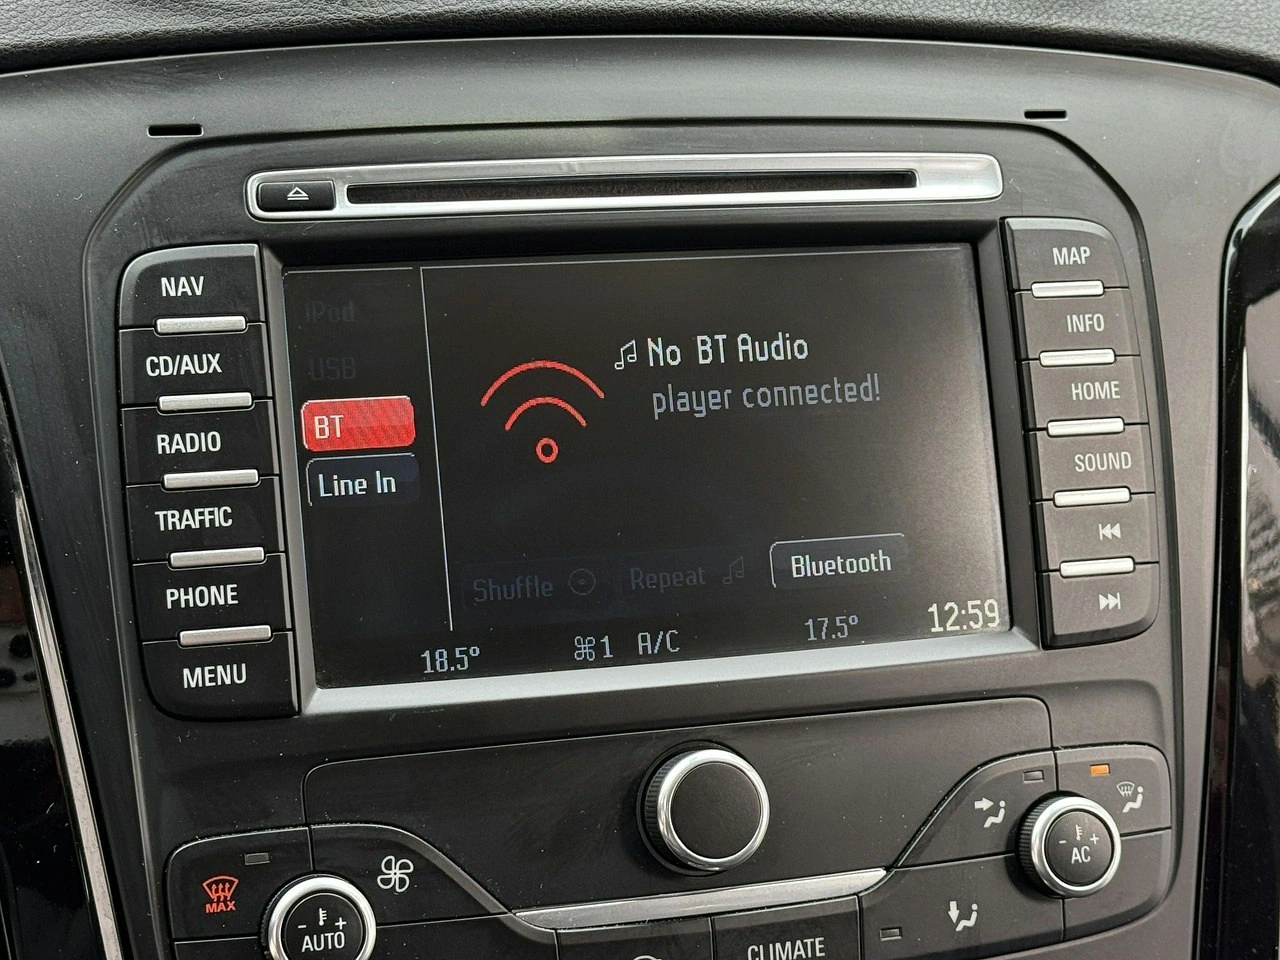 NAV
CD/AUX
RADIO
TRAFFIC
PHONE
MENU
iPod
USB
BT
Line In
No BT Audio
player connected!
Shuffle
Repeat
Bluetooth
18.5°
1 A/C
17.5°
12:59
MAP
INFO
HOME
SOUND
MAX
- +
AUTO
- +
AC
CLIMATE